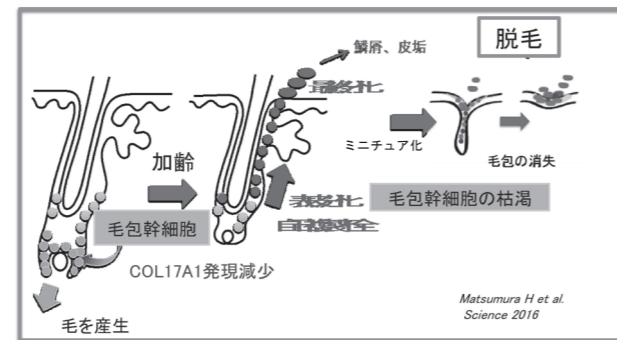 脱毛
鱗屑、皮垢
ミニチュア化
毛包の消失
加齢
毛包幹細胞の枯渇
毛包幹細胞
COL17A1発現減少
毛を産生
Matsumura H et al.
Science 2016